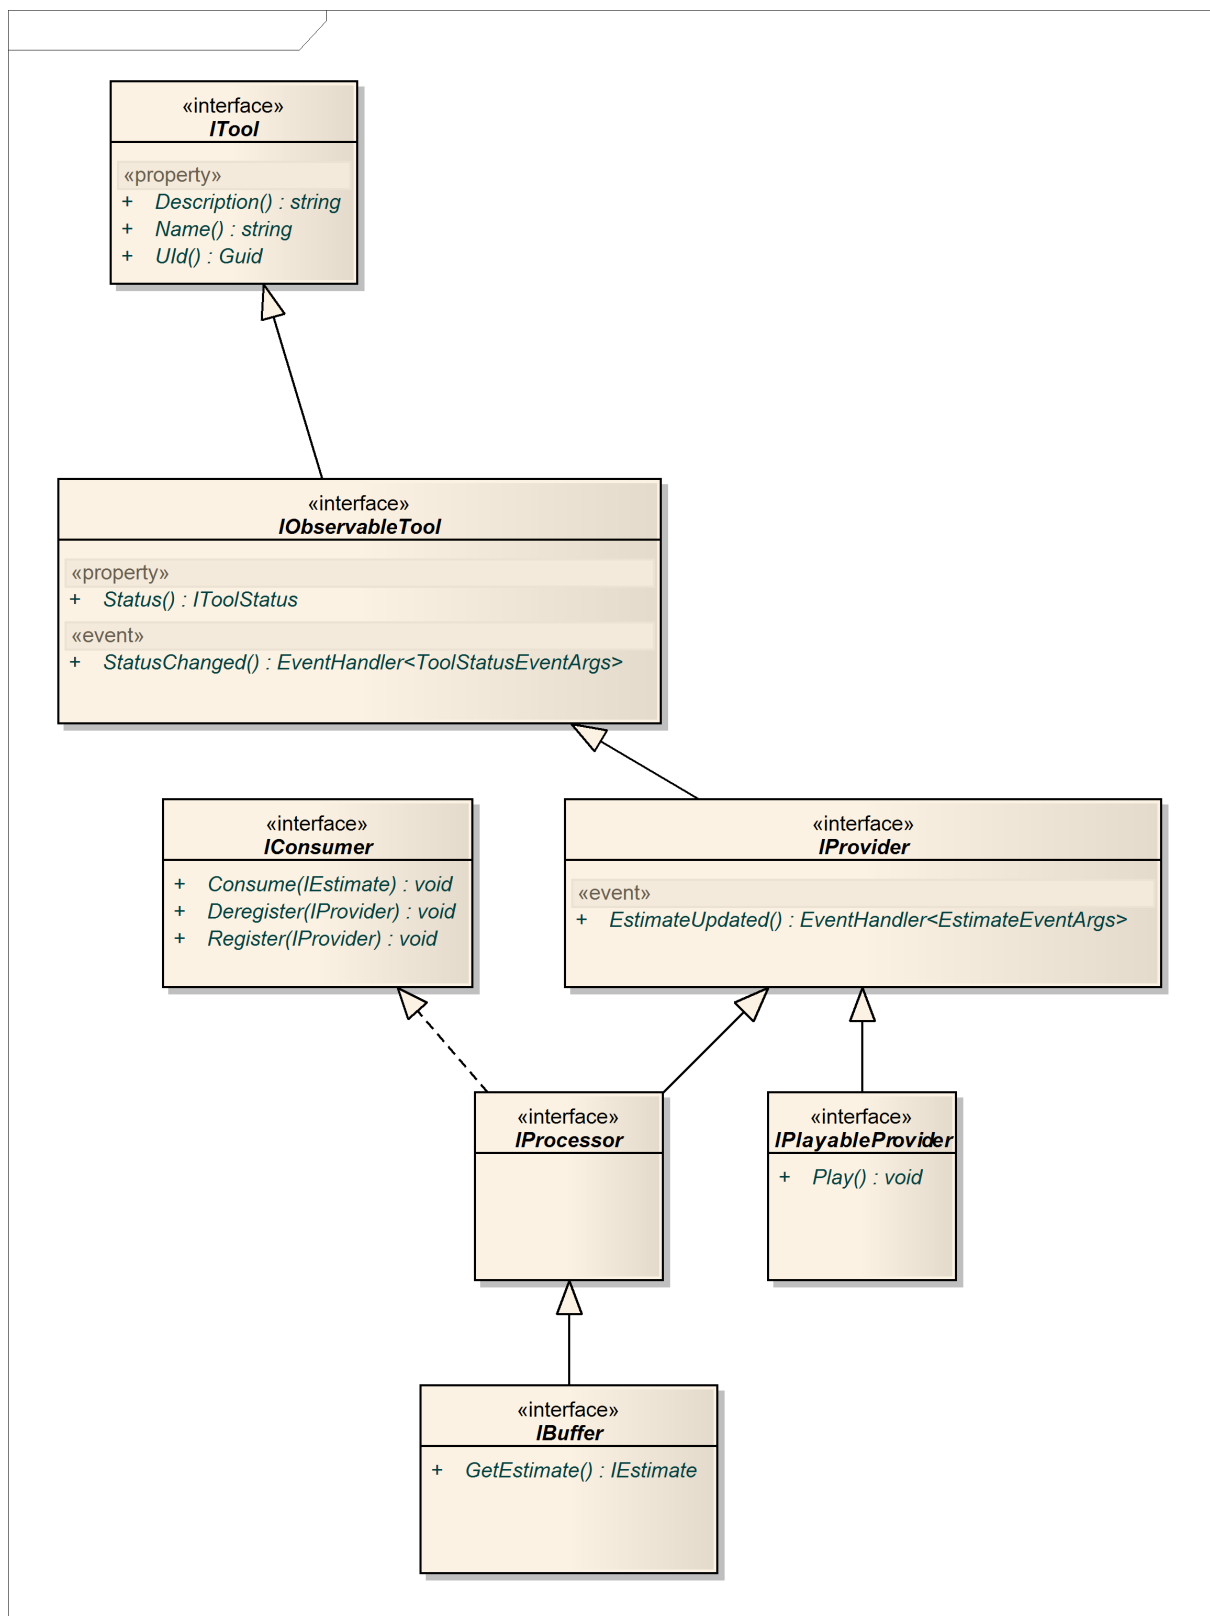 «interface»
ITool
«property»
+ Description() : string
+ Name() : string
+ UId() : Guid
«interface»
IObservableTool
«property»
+ Status() : IToolStatus
«event»
+ StatusChanged() : EventHandler<ToolStatusEventArgs>
«interface»
IConsumer
+ Consume(IEstimate) : void
+ Deregister(IProvider) : void
+ Register(IProvider) : void
«interface»
IProvider
«event»
+ EstimateUpdated() : EventHandler<EstimateEventArgs>
«interface»
IProcessor
«interface»
IPlayableProvider
+ Play() : void
«interface»
IBuffer
+ GetEstimate() : IEstimate